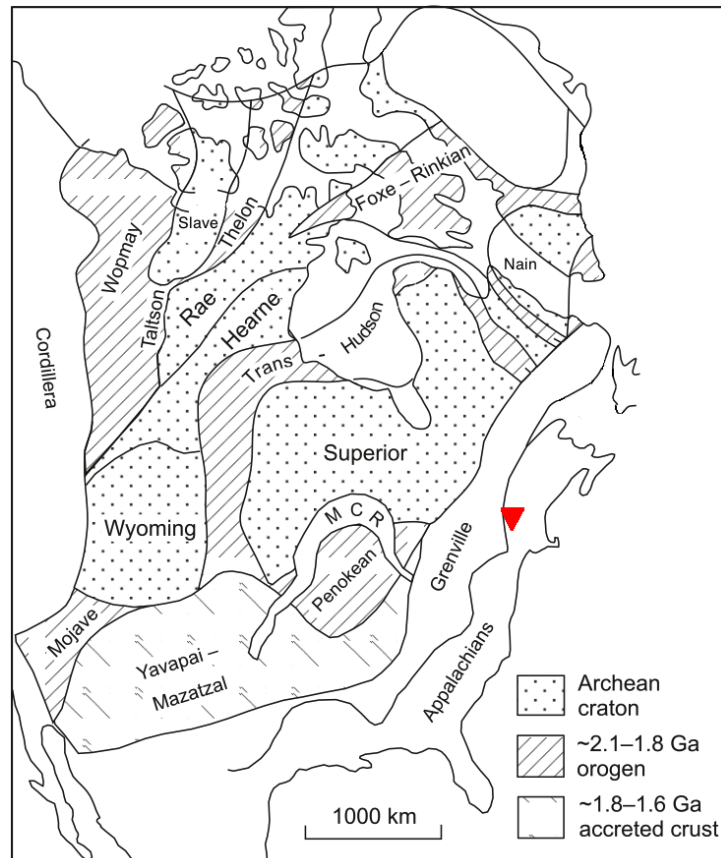 Foxe – Rinkian
Slave
Thelon
Wopmay
Nain
Taltson
Rae
Hearne
Hudson
Trans -
Cordillera
Superior
M C R
Wyoming
Grenville
Penokean
Mojave
Yavapai –
Mazatzal
Appalachians
Archean
craton
~2.1–1.8 Ga
orogen
~1.8–1.6 Ga
accreted crust
1000 km